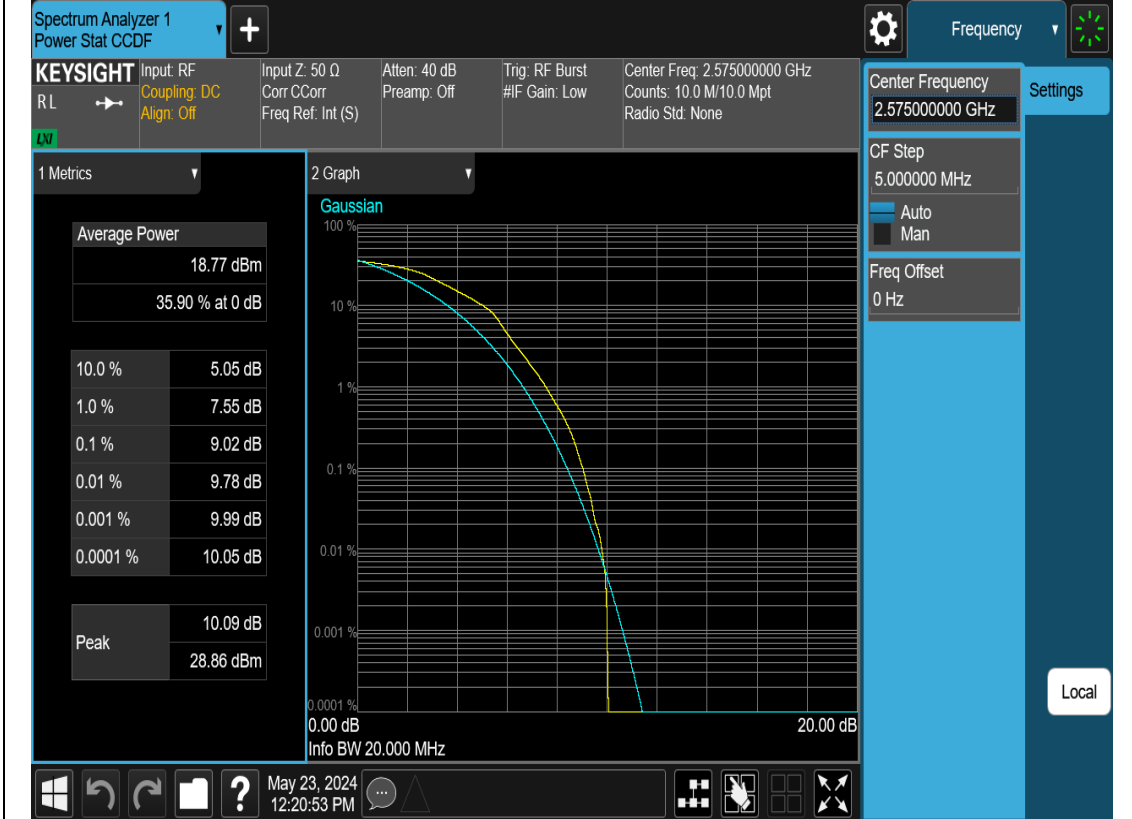 Spectrum Analyzer 1
Power Stat CCDF
Frequency
KEYSIGHT
RL
LXI
Input: RF
Coupling: DC
Align: Off
Input Z: 50 Ω
Corr CCorr
Freq Ref: Int (S)
Atten: 40 dB
Preamp: Off
Trig: RF Burst
#IF Gain: Low
Center Freq: 2.575000000 GHz
Counts: 10.0 M/10.0 Mpt
Radio Std: None
Center Frequency
2.575000000 GHz
Settings
CF Step
5.000000 MHz
Auto
Man
Freq Offset
0 Hz
Local
1 Metrics
Average Power
18.77 dBm
35.90 % at 0 dB
10.0 % 5.05 dB
1.0 % 7.55 dB
0.1 % 9.02 dB
0.01 % 9.78 dB
0.001 % 9.99 dB
0.0001 % 10.05 dB
Peak 10.09 dB
28.86 dBm
2 Graph
Gaussian
100 %
10 %
1 %
0.1 %
0.01 %
0.001 %
0.0001 %
0.00 dB 20.00 dB
Info BW 20.000 MHz
May 23, 2024
12:20:53 PM